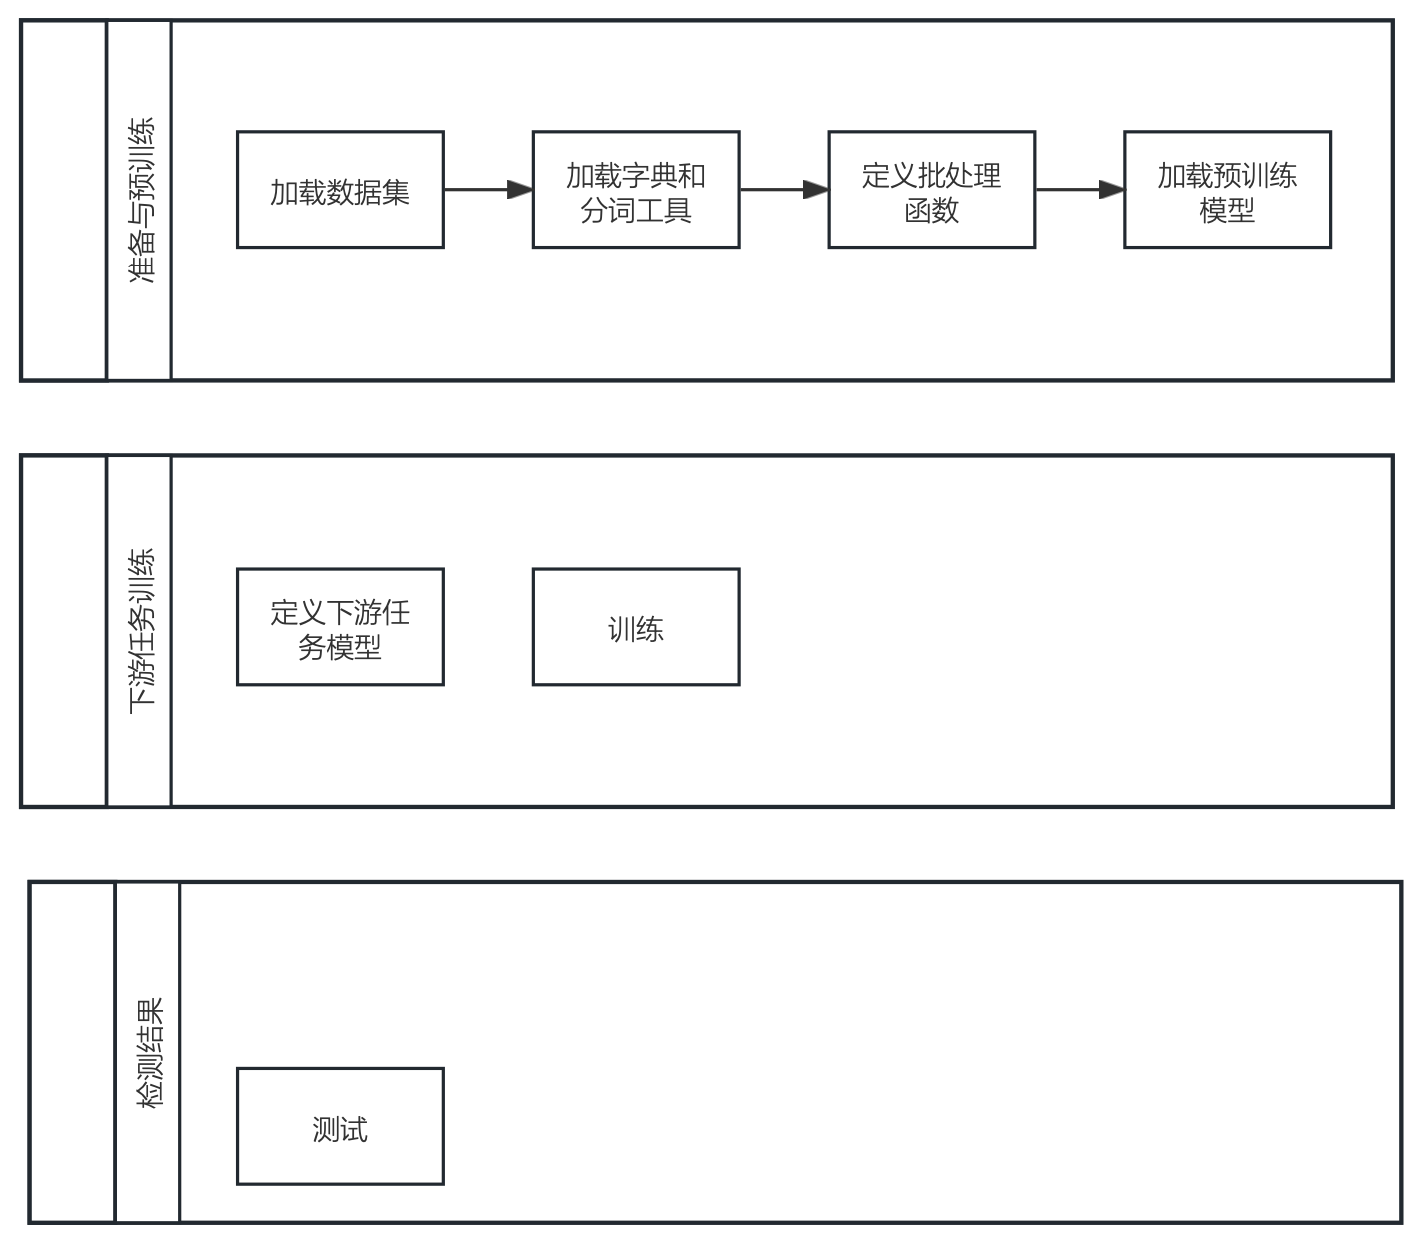 准备与预训练
加载数据集
加载字典和
分词工具
定义批处理
函数
加载预训练
模型
下游任务训练
定义下游任
务模型
训练
检测结果
测试